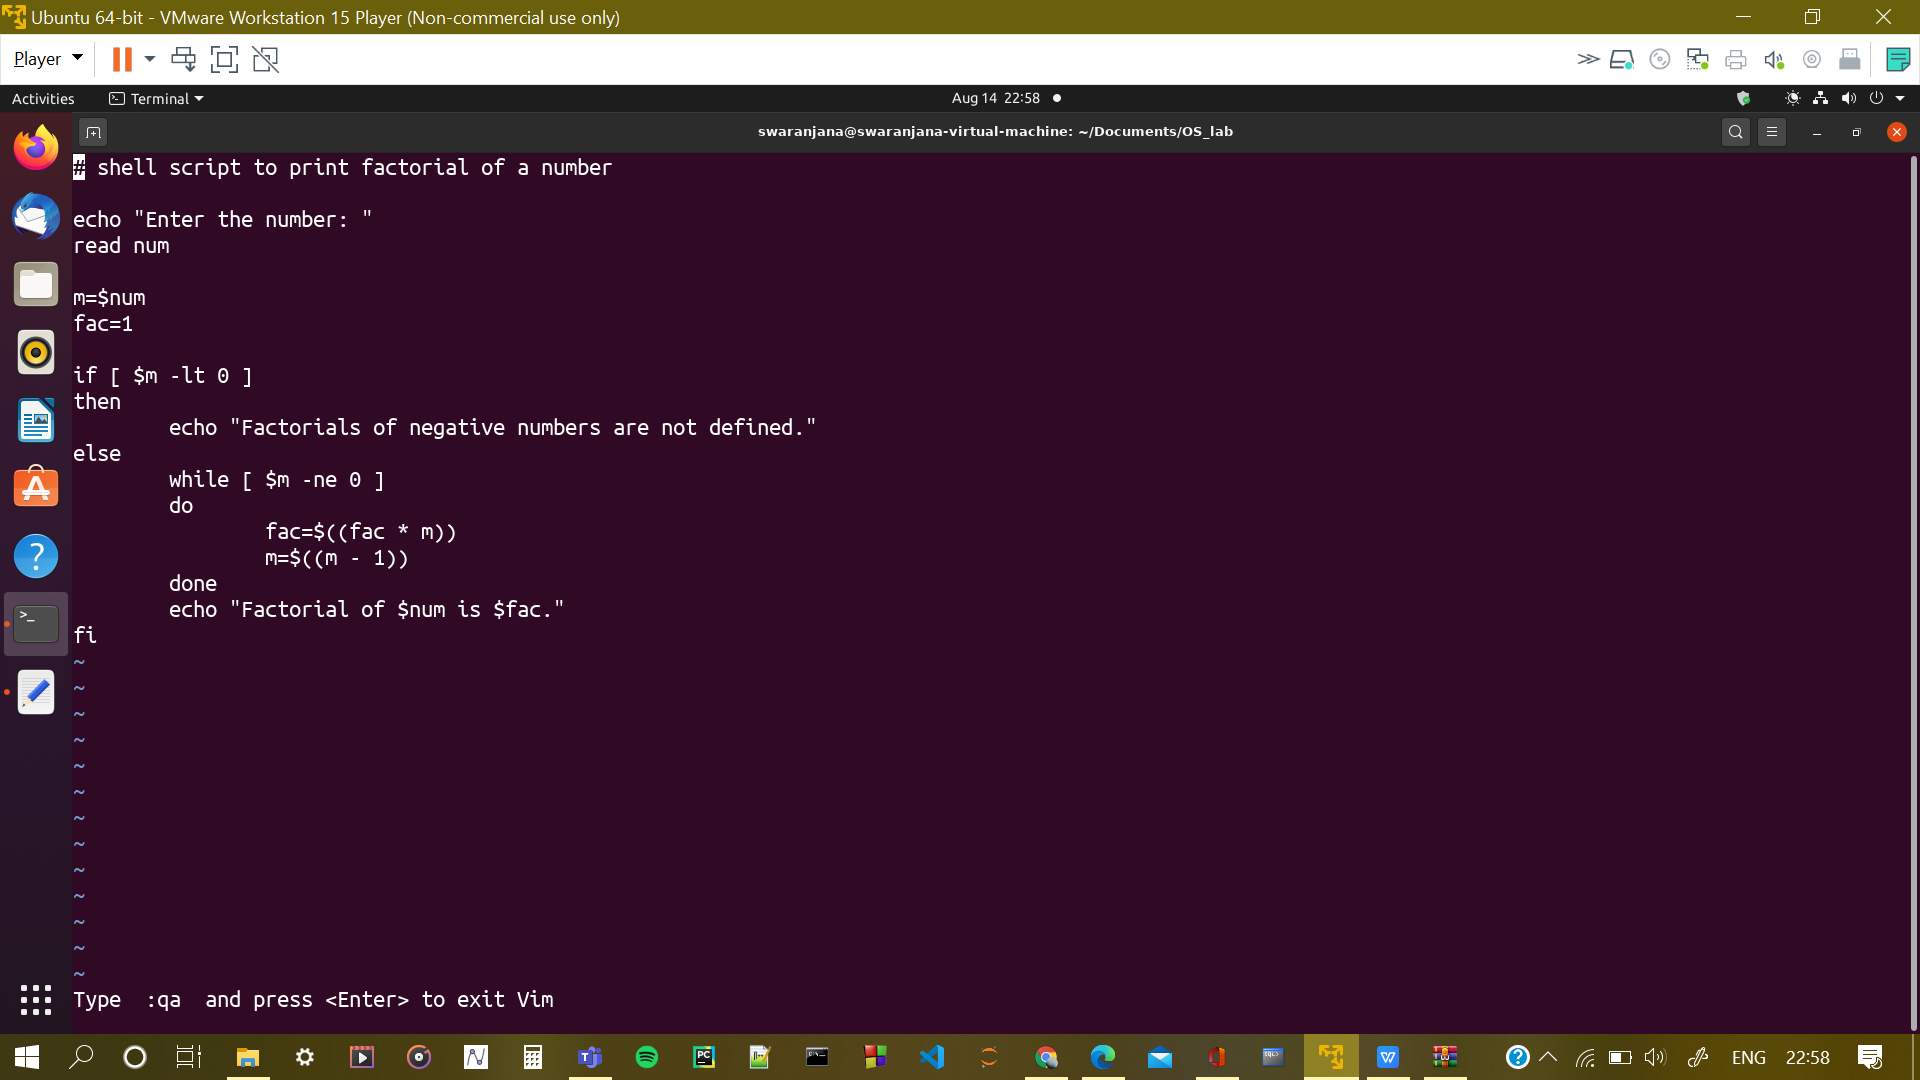 Ubuntu 64-bit - VMware Workstation 15 Player (Non-commercial use only)
Player
Activities
Terminal
Aug 14 22:58
swaranjana@swaranjana-virtual-machine: ~/Documents/OS_lab
# shell script to print factorial of a number
echo "Enter the number: "
read num
m=$num
fac=1
if [ $m -lt 0 ]
then
echo "Factorials of negative numbers are not defined."
else
while [ $m -ne 0 ]
do
fac=$((fac * m))
m=$((m - 1))
done
echo "Factorial of $num is $fac."
fi
~
~
~
~
~
~
~
~
~
~
~
~
~
Type  :qa  and press <Enter> to exit Vim
ENG
22:58